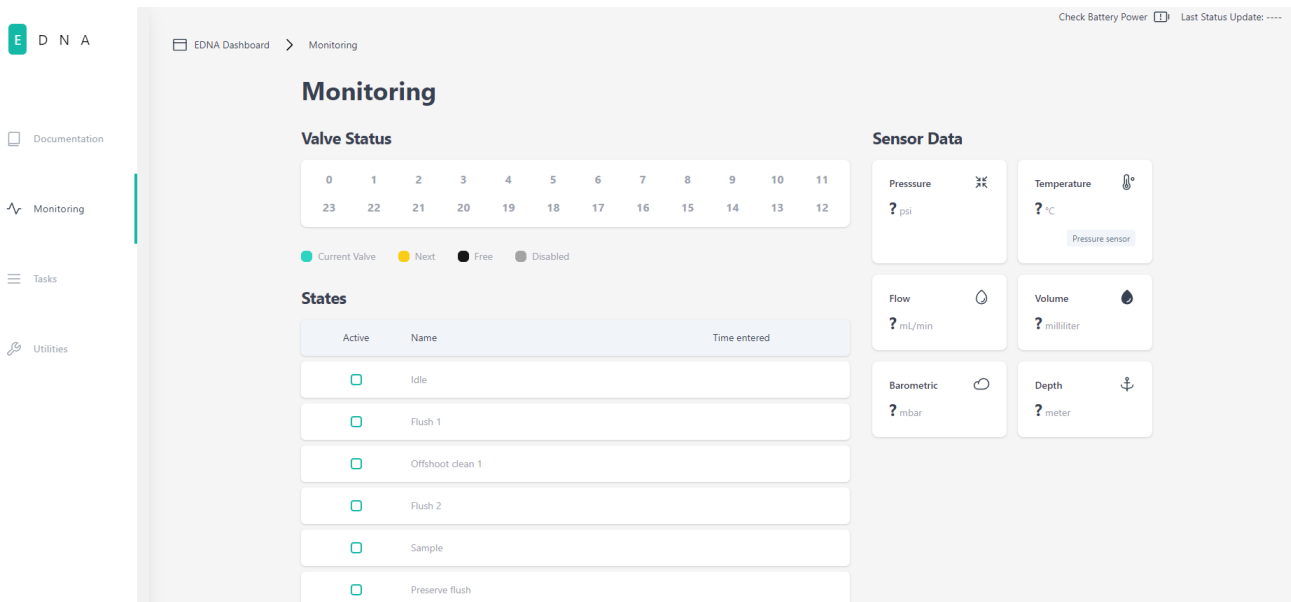 Check Battery Power Last Status Update: ----
E D N A
EDNA Dashboard Monitoring
Documentation
Monitoring
Tasks
Utilities
Monitoring
Valve Status
0 1 2 3 4 5 6 7 8 9 10 11
23 22 21 20 19 18 17 16 15 14 13 12
Current Valve Next Free Disabled
States
Active Name Time entered
Idle
Flush 1
Offshoot clean 1
Flush 2
Sample
Preserve flush
Sensor Data
Presssure
? psi
Temperature
? °C
Pressure sensor
Flow
? mL/min
Volume
? milliliter
Barometric
? mbar
Depth
? meter